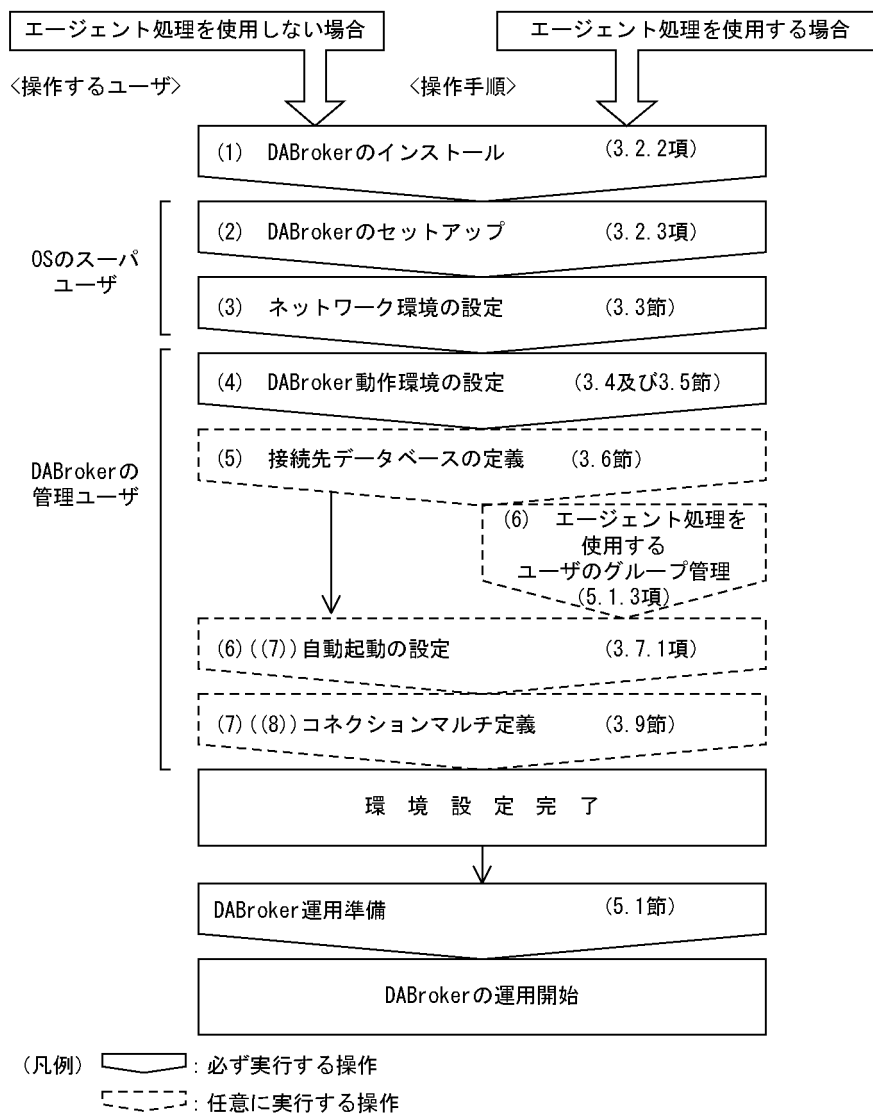 エージェント処理を使用しない場合
エージェント処理を使用する場合
〈操作するユーザ〉
〈操作手順〉
(1) DABrokerのインストール (3.2.2項)
(2) DABrokerのセットアップ (3.2.3項)
OSのスーパ
ユーザ
(3) ネットワーク環境の設定 (3.3節)
(4) DABroker動作環境の設定 (3.4及び3.5節)
(5) 接続先データベースの定義 (3.6節)
DABrokerの
管理ユーザ
(6) エージェント処理を
使用する
ユーザのグループ管理
(5.1.3項)
(6)((7))自動起動の設定 (3.7.1項)
(7)((8))コネクションマルチ定義 (3.9節)
環 境 設 定 完 了
DABroker運用準備 (5.1節)
DABrokerの運用開始
(凡例) : 必ず実行する操作
: 任意に実行する操作